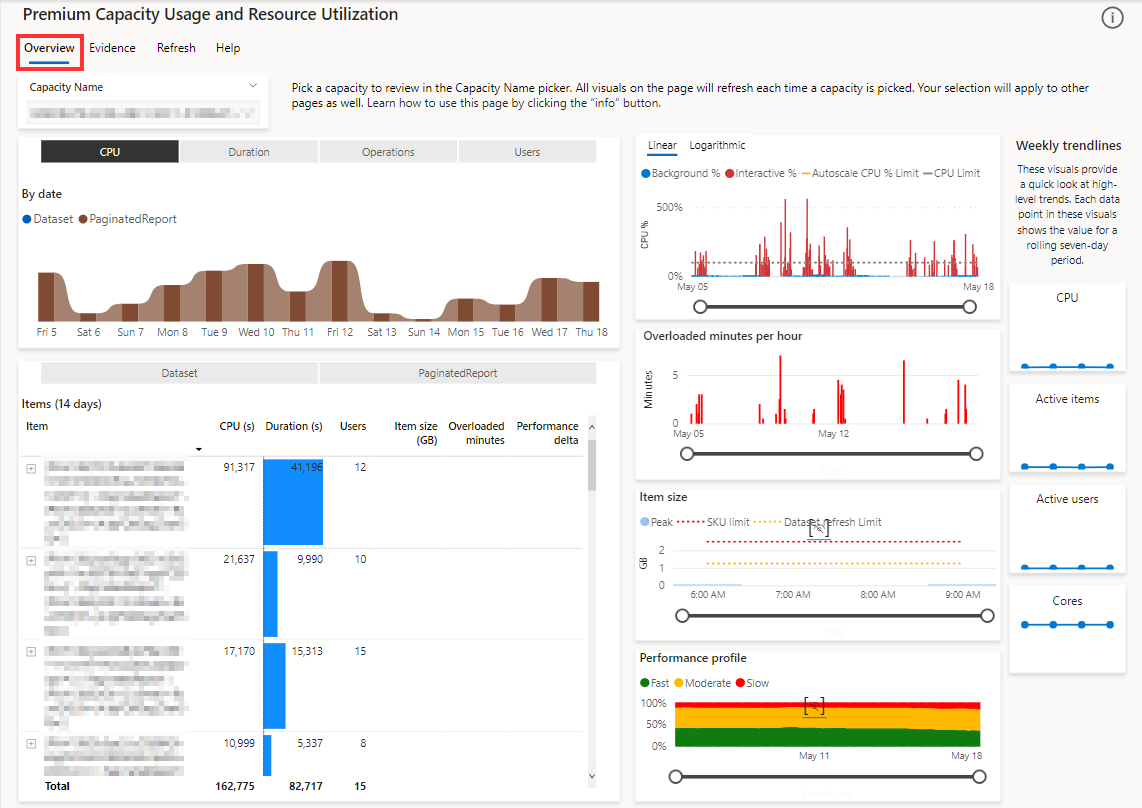 Premium Capacity Usage and Resource Utilization
Overview Evidence Refresh Help
Capacity Name
Pick a capacity to review in the Capacity Name picker. All visuals on the page will refresh each time a capacity is picked. Your selection will apply to other
pages as well. Learn how to use this page by clicking the “info” button.
CPU Duration Operations Users
By date
Dataset PaginatedReport
Fri 5 Sat 6 Sun 7 Mon 8 Tue 9 Wed 10 Thu 11 Fri 12 Sat 13 Sun 14 Mon 15 Tue 16 Wed 17 Thu 18
Dataset PaginatedReport
Items (14 days)
Item CPU (s) Duration (s) Users Item size (GB) Overloaded minutes Performance delta
91,317 41,196 12
21,637 9,990 10
17,170 15,313 15
10,999 5,337 8
Total 162,775 82,717 15
Linear Logarithmic
Background % Interactive % Autoscale CPU % Limit CPU Limit
CPU %
500%
0%
May 05 May 18
Overloaded minutes per hour
Minutes
5
0
May 05 May 12
Item size
Peak SKU limit Dataset refresh Limit
GB
2
1
0
6:00 AM 7:00 AM 8:00 AM 9:00 AM
Performance profile
Fast Moderate Slow
100%
50%
0%
May 11 May 18
Weekly trendlines
These visuals provide
a quick look at high-
level trends. Each data
point in these visuals
shows the value for a
rolling seven-day
period.
CPU
Active items
Active users
Cores